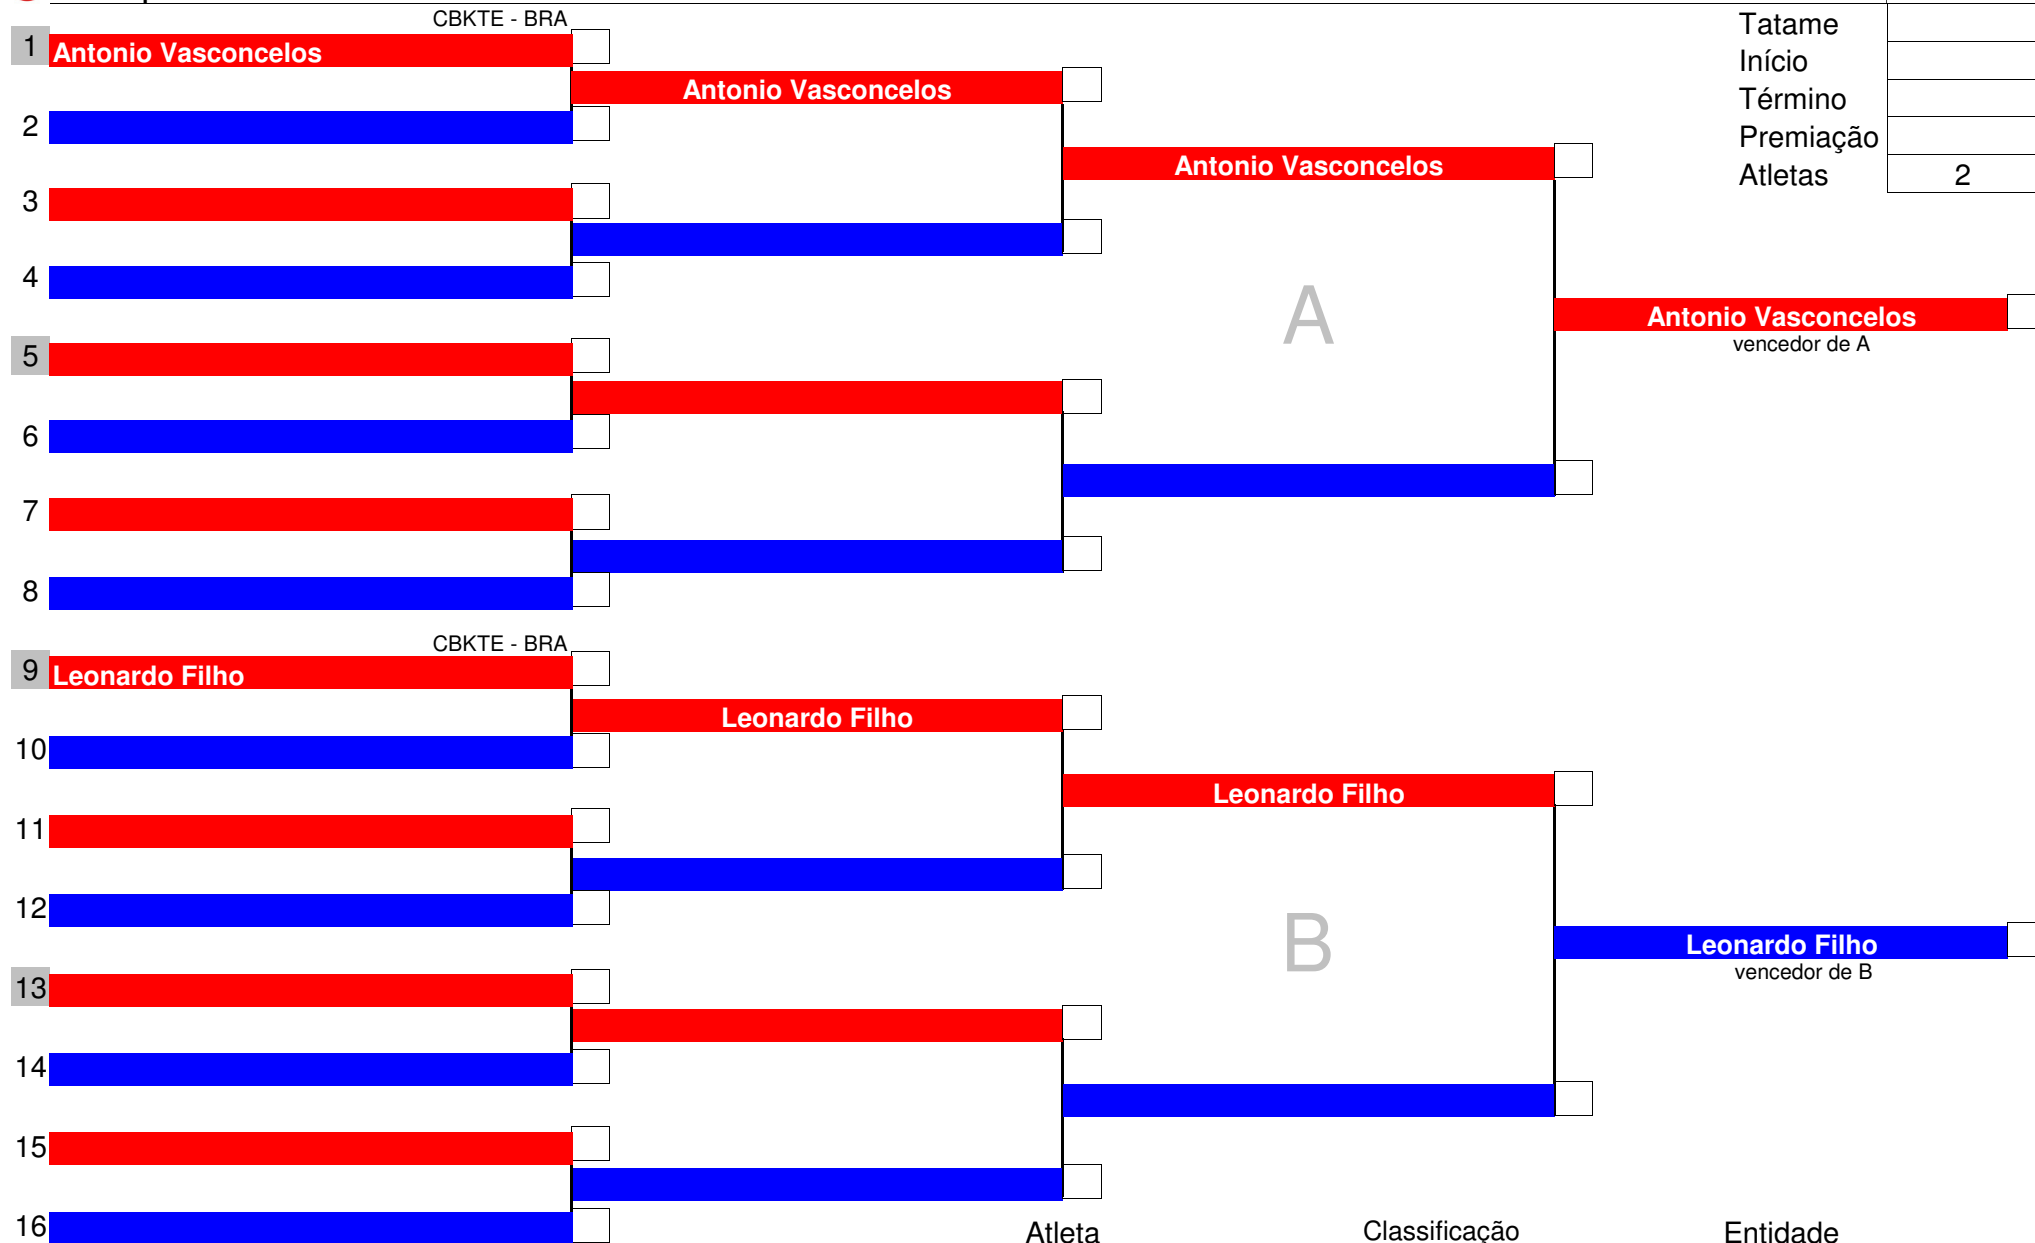 CBKTE - BRA
1 Antonio Vasconcelos
Antonio Vasconcelos
2
Antonio Vasconcelos
3
4
Antonio Vasconcelos
vencedor de A
A
5
6
7
8
CBKTE - BRA
9 Leonardo Filho
Leonardo Filho
10
Leonardo Filho
11
12
B
Leonardo Filho
vencedor de B
13
14
15
16
Tatame
Início
Término
Premiação
Atletas 2
Atleta Classificação Entidade